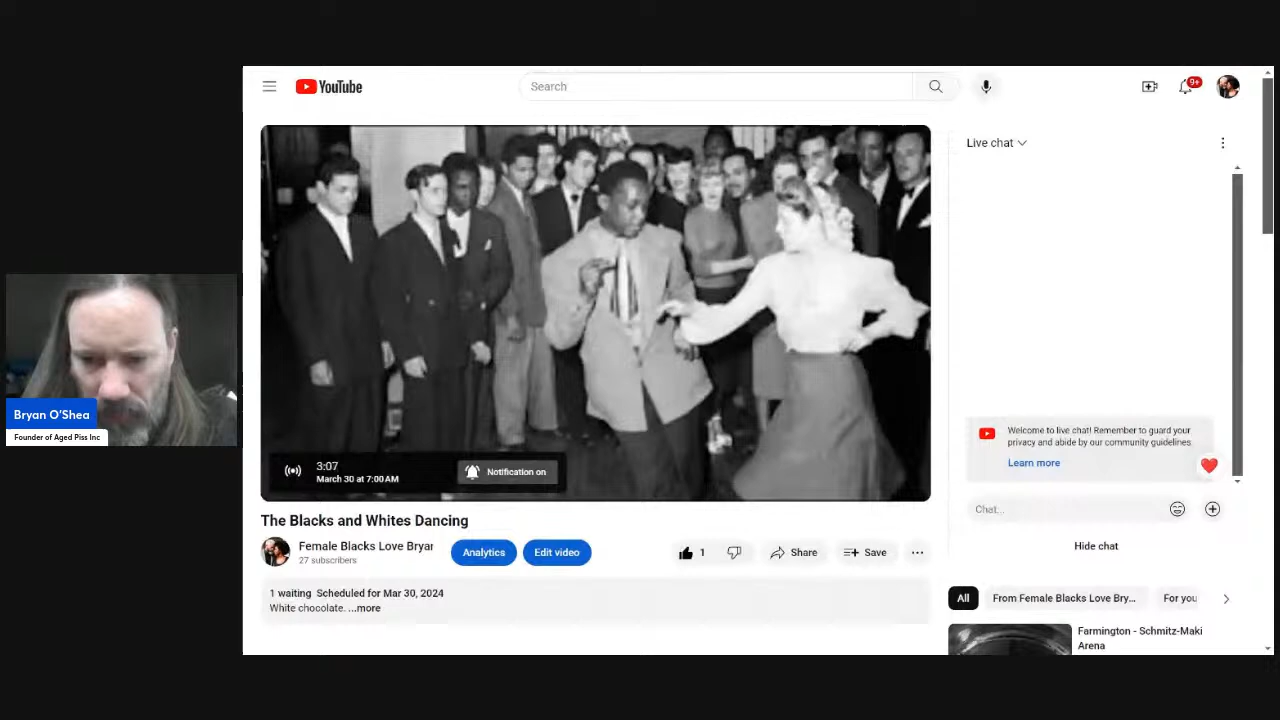 YouTube
Search
9+
Live chat
3:07
March 30 at 7:00 AM
Notification on
Welcome to live chat! Remember to guard your
privacy and abide by our community guidelines.
Learn more
Bryan O'Shea
Founder of Aged Piss Inc
Chat...
The Blacks and Whites Dancing
Female Blacks Love Bryan
27 subscribers
Analytics
Edit video
1
Share
Save
Hide chat
1 waiting Scheduled for Mar 30, 2024
White chocolate. ...more
All
From Female Blacks Love Bry...
For you
Farmington - Schmitz-Maki
Arena